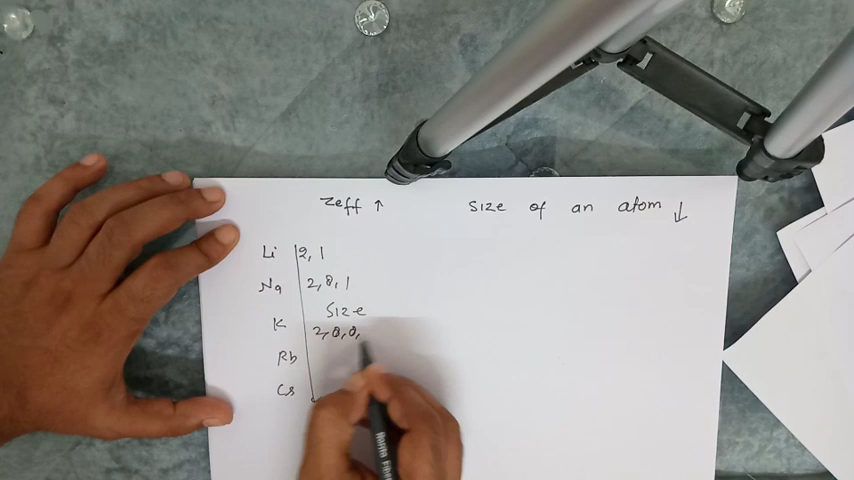 Zeff ↑ Size of an atom ↓
Li 2, 1
Na 2, 8, 1
Size
K 2, 8, 8,
Rb
Cs